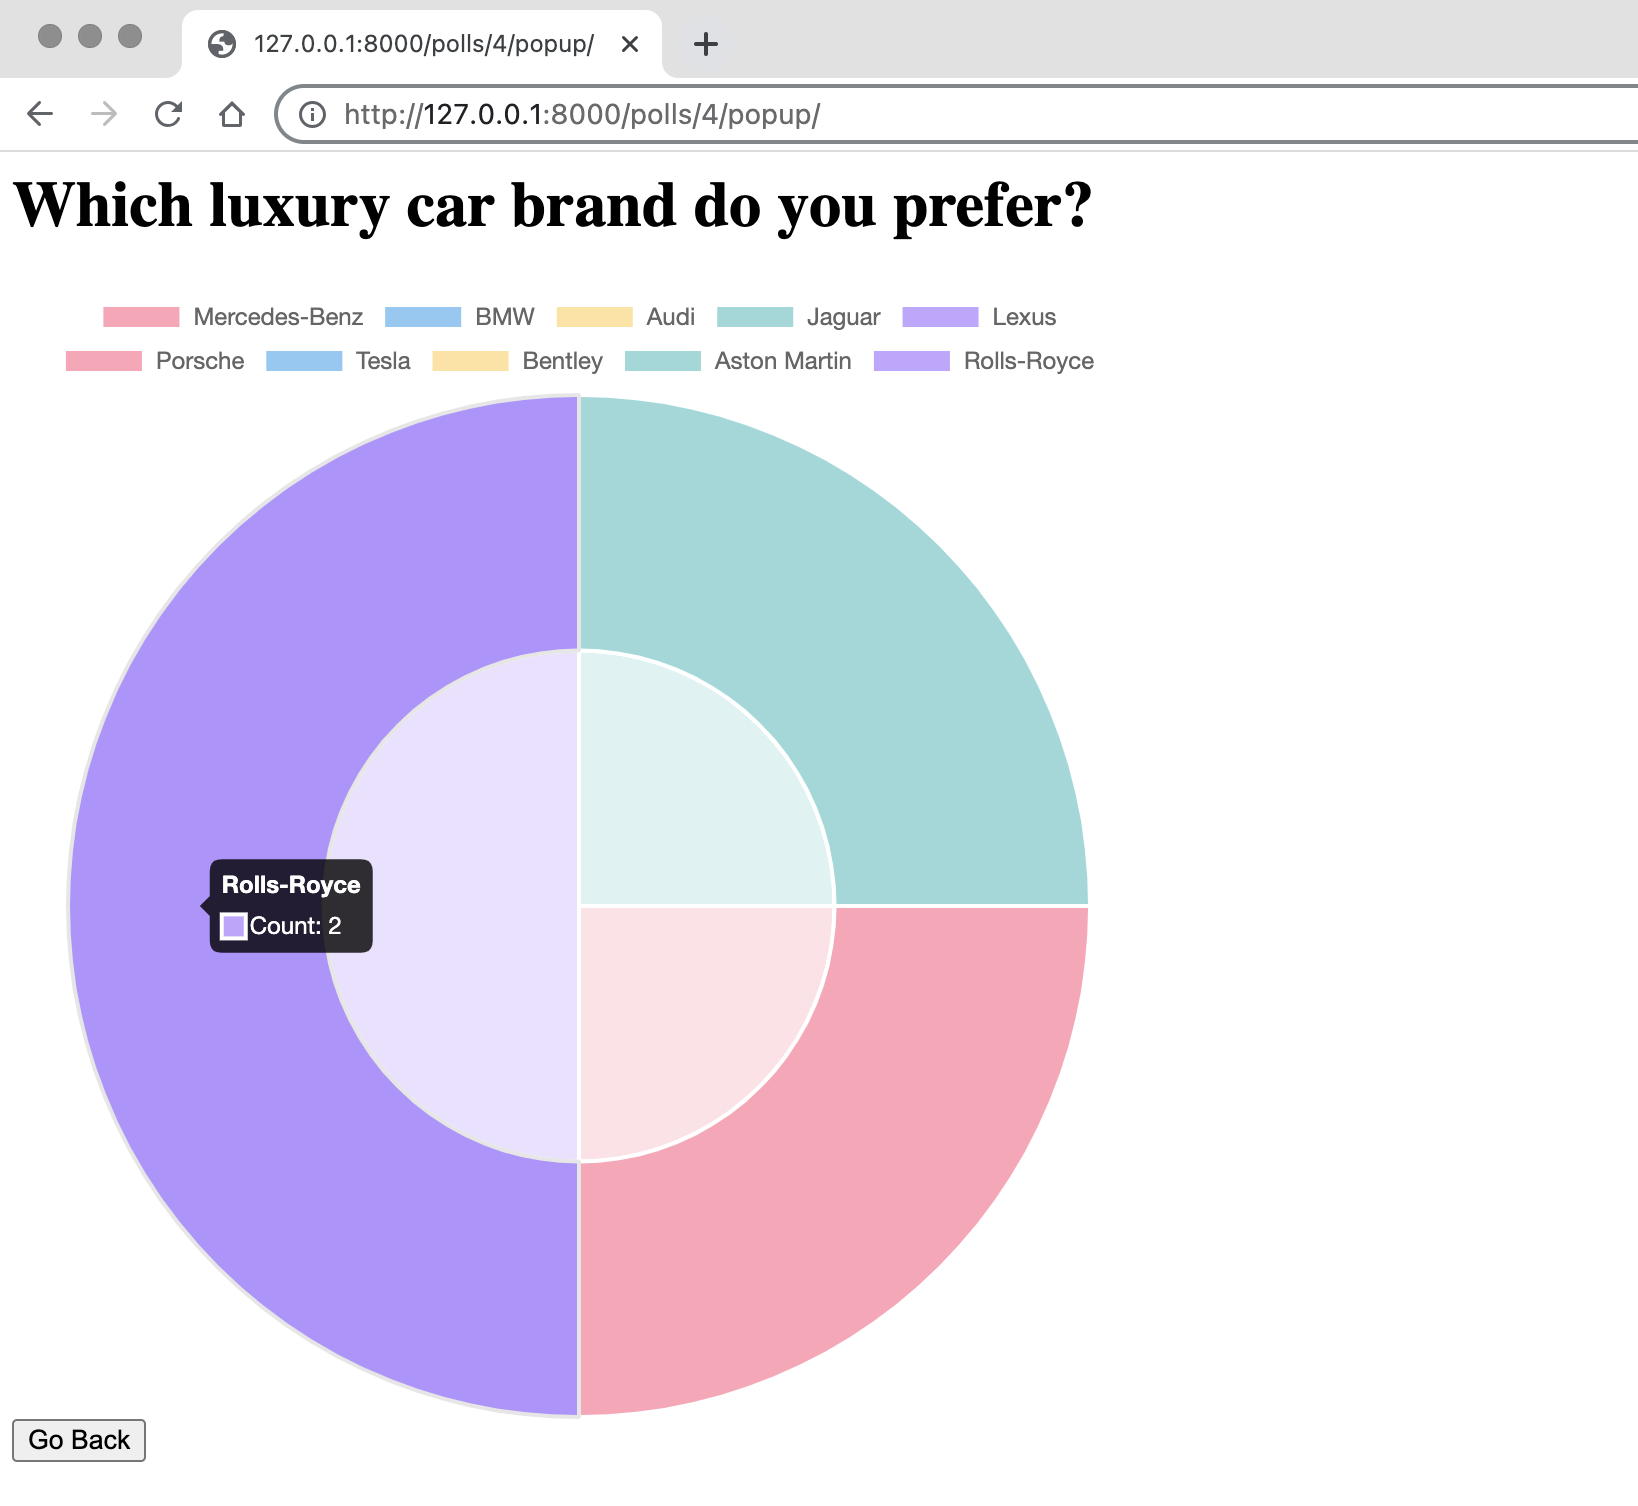 127.0.0.1:8000/polls/4/popup/
http://127.0.0.1:8000/polls/4/popup/
Which luxury car brand do you prefer?
Mercedes-Benz BMW Audi Jaguar Lexus
Porsche Tesla Bentley Aston Martin Rolls-Royce
Rolls-Royce
Count: 2
Go Back